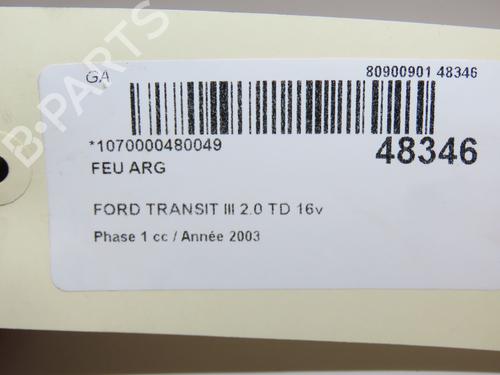 GA
80900901 48346
*1070000480049
48346
FEU ARG
FORD TRANSIT III 2.0 TD 16v
Phase 1 cc / Année 2003
B-PARTS